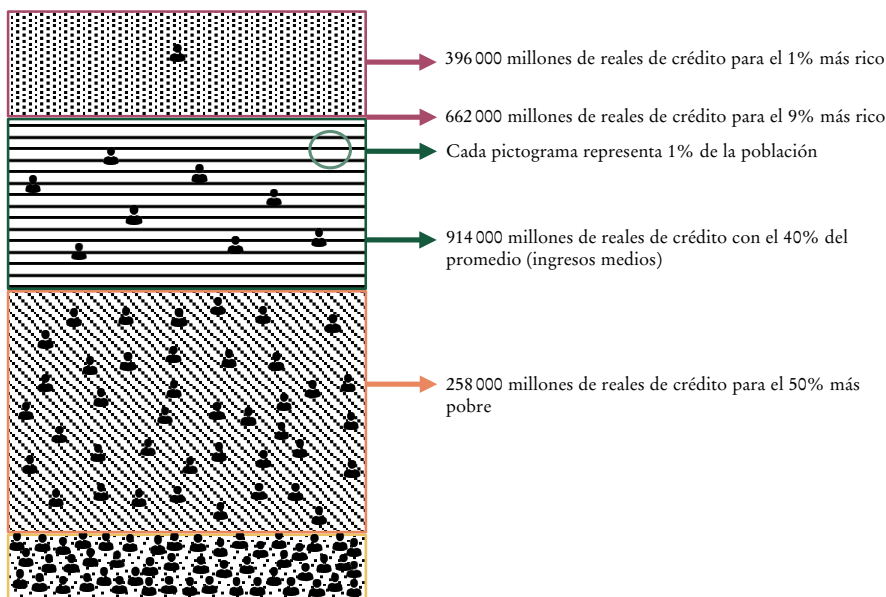 396 000 millones de reales de crédito para el 1% más rico
662 000 millones de reales de crédito para el 9% más rico
Cada pictograma representa 1% de la población
914 000 millones de reales de crédito con el 40% del
promedio (ingresos medios)
258 000 millones de reales de crédito para el 50% más
pobre